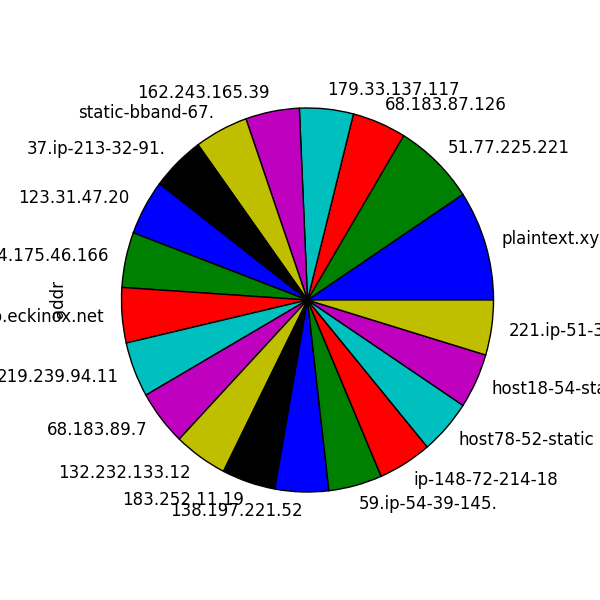 162.243.165.39
179.33.137.117
static-bband-67.
68.183.87.126
37.ip-213-32-91.
51.77.225.221
123.31.47.20
plaintext.xy
4.175.46.166
addr
o.eckinox.net
221.ip-51-3
219.239.94.11
host18-54-sta
68.183.89.7
host78-52-static
132.232.133.12
ip-148-72-214-18
183.252.11.19
59.ip-54-39-145.
138.197.221.52